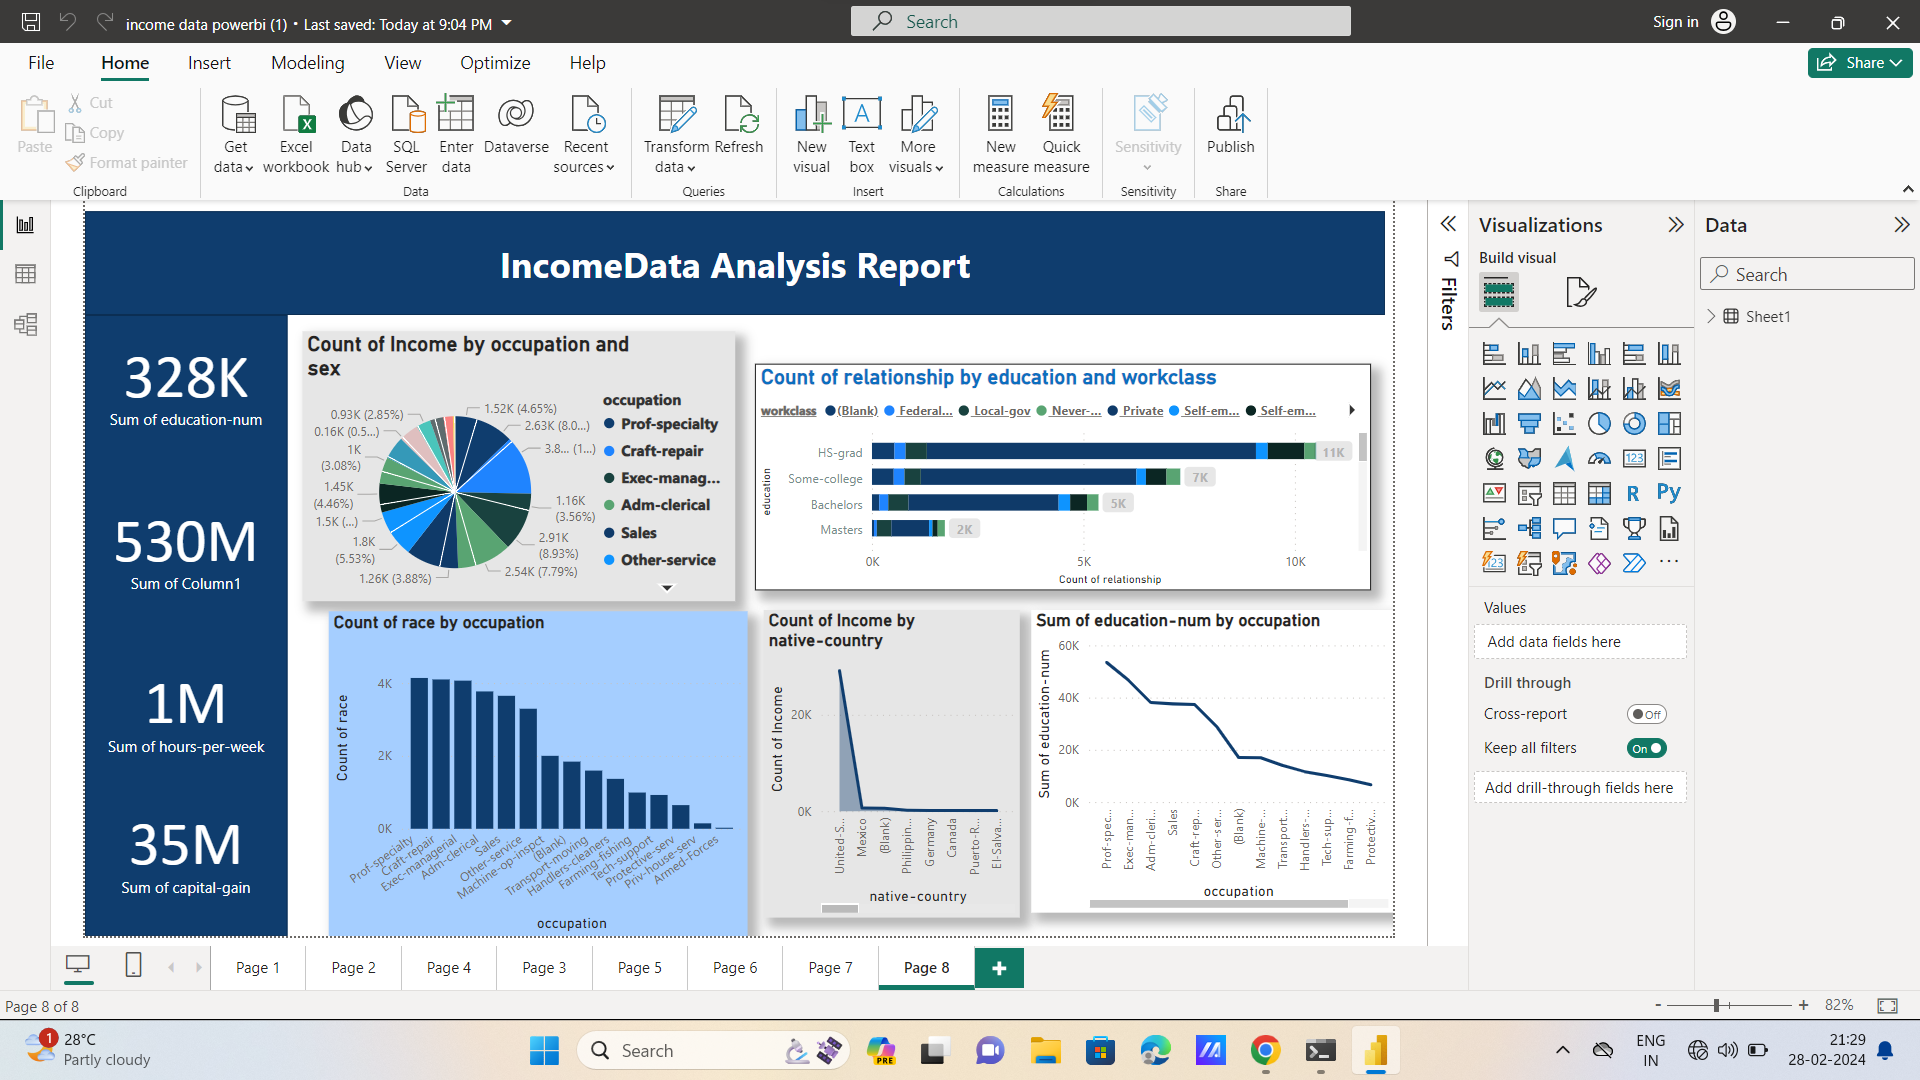 income data powerbi (1) • Last saved: Today at 9:04 PM
Search
Sign in
File
Home
Insert
Modeling
View
Optimize
Help
Share
Paste
Cut
Copy
Format painter
Clipboard
Get data
Excel workbook
Data hub
SQL Server
Enter data
Dataverse
Recent sources
Data
Transform data
Refresh
Queries
New visual
Text box
More visuals
Insert
New measure
Quick measure
Calculations
Sensitivity
Sensitivity
Publish
Share
IncomeData Analysis Report
328K
Sum of education-num
530M
Sum of Column1
1M
Sum of hours-per-week
35M
Sum of capital-gain
Count of Income by occupation and
sex
0.93K (2.85%)
0.16K (0.5...)
1K
(3.08%)
1.45K
(4.46%)
1.5K (...)
1.8K
(5.53%)
1.26K (3.88%)
1.52K (4.65%)
2.63K (8.0...)
3.8... (1...)
1.16K
(3.56%)
2.91K
(8.93%)
2.54K (7.79%)
occupation
Prof-specialty
Craft-repair
Exec-manag...
Adm-clerical
Sales
Other-service
Count of relationship by education and workclass
workclass (Blank) Federal... Local-gov Never-... Private Self-em... Self-em...
education
HS-grad 11K
Some-college 7K
Bachelors 5K
Masters 2K
0K 5K 10K
Count of relationship
Count of race by occupation
Count of race
4K
2K
0K
Prof-specialty
Craft-repair
Exec-managerial
Adm-clerical
Sales
Other-service
Machine-op-inspct
(Blank)
Transport-moving
Handlers-cleaners
Farming-fishing
Tech-support
Protective-serv
Priv-house-serv
Armed-Forces
occupation
Count of Income by
native-country
Count of Income
20K
0K
United-S...
Mexico
(Blank)
Philippin...
Germany
Canada
Puerto-R...
El-Salva...
native-country
Sum of education-num by occupation
Sum of education-num
60K
40K
20K
0K
Prof-spec...
Exec-man...
Adm-cleri...
Sales
Craft-rep...
Other-ser...
(Blank)
Machine-...
Transport...
Handlers-...
Tech-sup...
Farming-f...
Protectiv...
occupation
Filters
Visualizations
Build visual
123
R
Py
123
Values
Add data fields here
Drill through
Cross-report
Off
Keep all filters
On
Add drill-through fields here
Data
Search
Sheet1
Page 1
Page 2
Page 4
Page 3
Page 5
Page 6
Page 7
Page 8
+
Page 8 of 8
- + 82%
1
28°C
Partly cloudy
Search
PRE
ENG
IN
21:29
28-02-2024